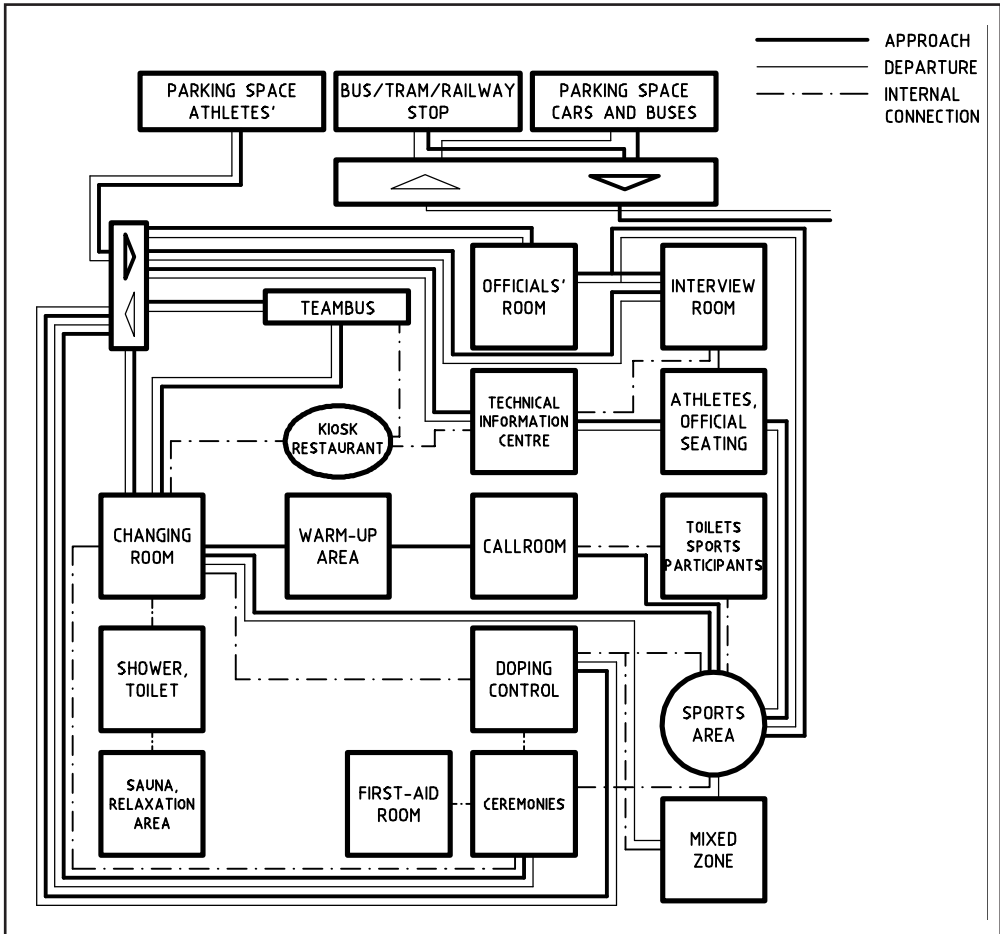 APPROACH
DEPARTURE
INTERNAL
CONNECTION
PARKING SPACE
ATHLETES'
BUS/TRAM/RAILWAY
STOP
PARKING SPACE
CARS AND BUSES
OFFICIALS'
ROOM
INTERVIEW
ROOM
TEAMBUS
KIOSK
RESTAURANT
TECHNICAL
INFORMATION
CENTRE
ATHLETES,
OFFICIAL
SEATING
CHANGING
ROOM
WARM-UP
AREA
CALLROOM
TOILETS
SPORTS
PARTICIPANTS
SHOWER,
TOILET
DOPING
CONTROL
SPORTS
AREA
SAUNA,
RELAXATION
AREA
FIRST-AID
ROOM
CEREMONIES
MIXED
ZONE